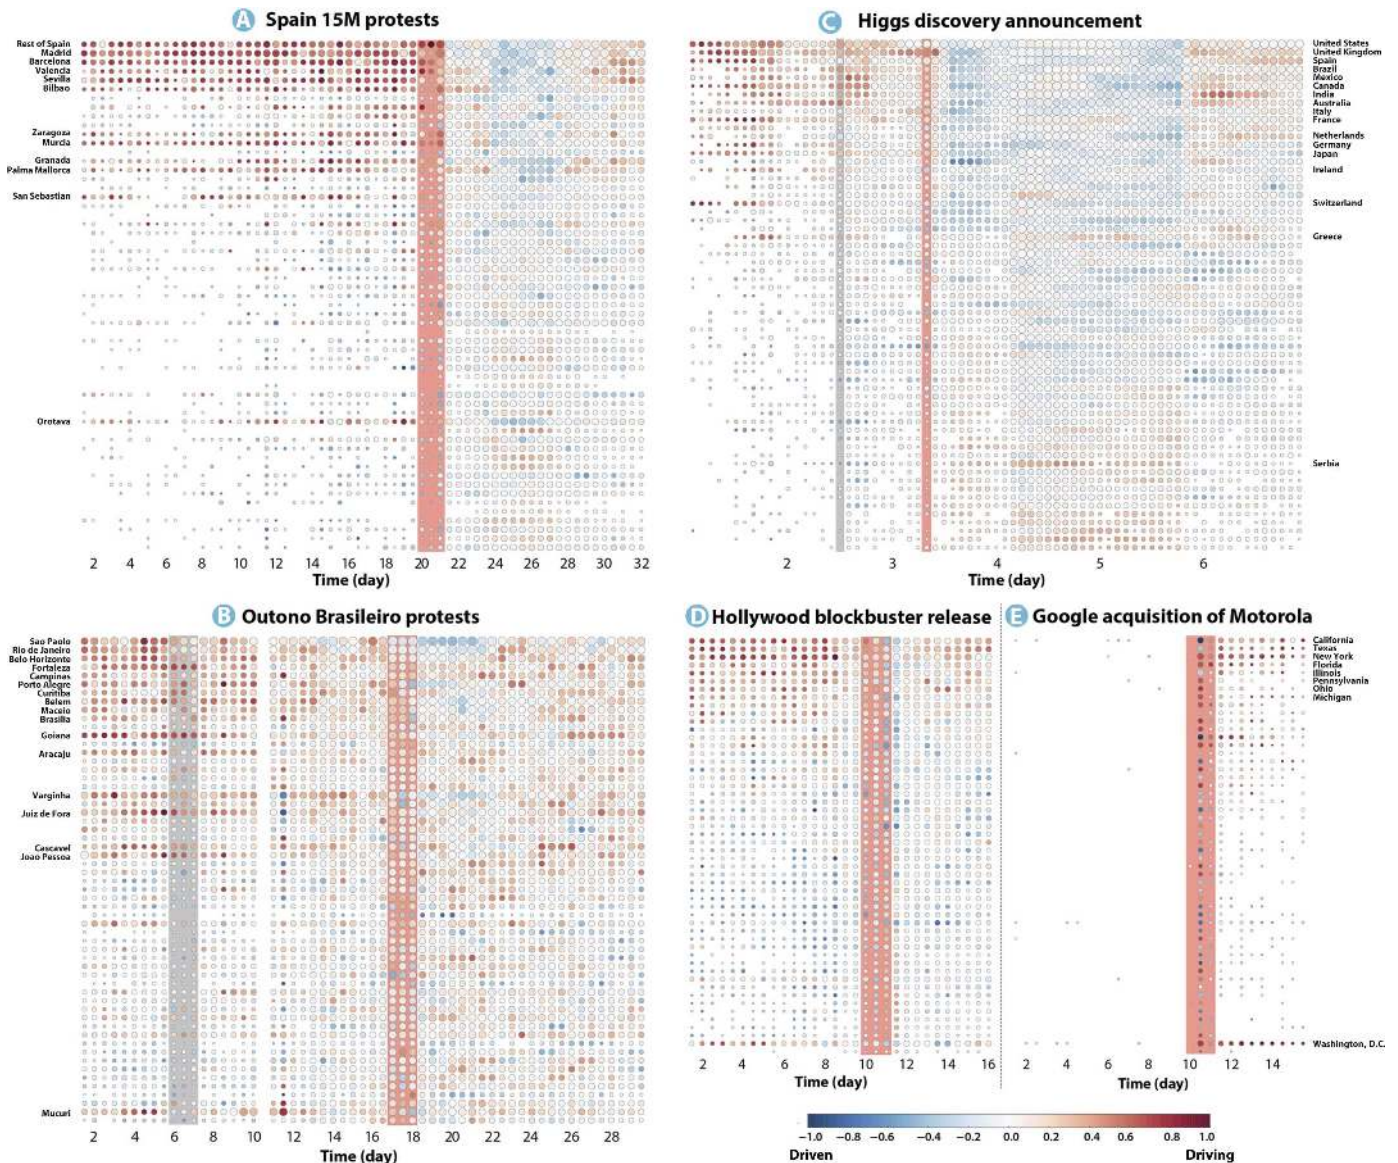 A Spain 15M protests
Rest of Spain
Madrid
Barcelona
Valencia
Sevilla
Bilbao
Zaragoza
Murcia
Granada
Palma Mallorca
San Sebastian
Orotava
2 4 6 8 10 12 14 16 18 20 22 24 26 28 30 32
Time (day)
C Higgs discovery announcement
United States
United Kingdom
Spain
Brazil
Mexico
Canada
India
Australia
Italy
France
Netherlands
Germany
Japan
Ireland
Switzerland
Greece
Serbia
2 3 4 5 6
Time (day)
B Outono Brasileiro protests
Sao Paolo
Rio de Janeiro
Belo Horizonte
Fortaleza
Campinas
Porto Alegre
Curitiba
Belem
Maceio
Brasilia
Goiana
Aracaju
Varginha
Juiz de Fora
Cascavel
Joao Pessoa
Mucuri
2 4 6 8 10 12 14 16 18 20 22 24 26 28
Time (day)
D Hollywood blockbuster release
2 4 6 8 10 12 14 16
Time (day)
E Google acquisition of Motorola
California
Texas
New York
Florida
Illinois
Pennsylvania
Ohio
Michigan
Washington, D.C.
2 4 6 8 10 12 14
Time (day)
−1.0 −0.8 −0.6 −0.4 −0.2 0.0 0.2 0.4 0.6 0.8 1.0
Driven Driving